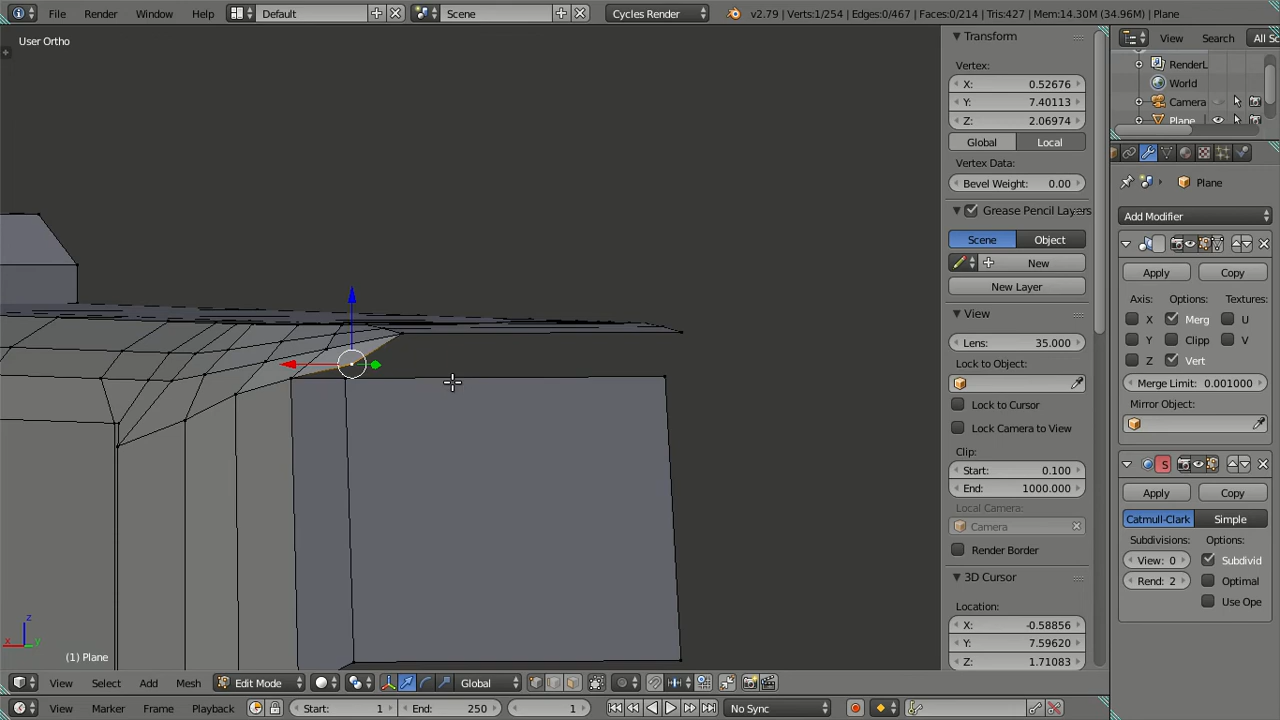 File Render Window Help Default Scene Cycles Render v2.79 | Verts:1/254 | Edges:0/467 | Faces:0/214 | Tris:427 | Mem:14.30M (34.96M) | Plane
User Ortho
Transform
Vertex:
X: 0.52676
Y: 7.40113
Z: 2.06974
Global Local
Vertex Data:
Bevel Weight: 0.00
Grease Pencil Layers
Scene Object
New
New Layer
View
Lens: 35.000
Lock to Object:
Lock to Cursor
Lock Camera to View
Clip:
Start: 0.100
End: 1000.000
Local Camera:
Camera
Render Border
3D Cursor
Location:
X: -0.58856
Y: 7.59620
Z: 1.71083
View Search All Sc
RenderL
World
Camera
Plane
Plane
Add Modifier
Apply Copy
Axis: Options: Textures:
X Merg U
Y Clipp V
Z Vert
Merge Limit: 0.001000
Mirror Object:
S
Apply Copy
Catmull-Clark Simple
Subdivisions: Options:
View: 0 Subdivid
Rend: 2 Optimal
Use Ope
z
x y
(1) Plane
View Select Add Mesh Edit Mode Global
View Marker Frame Playback Start: 1 End: 250 1 No Sync